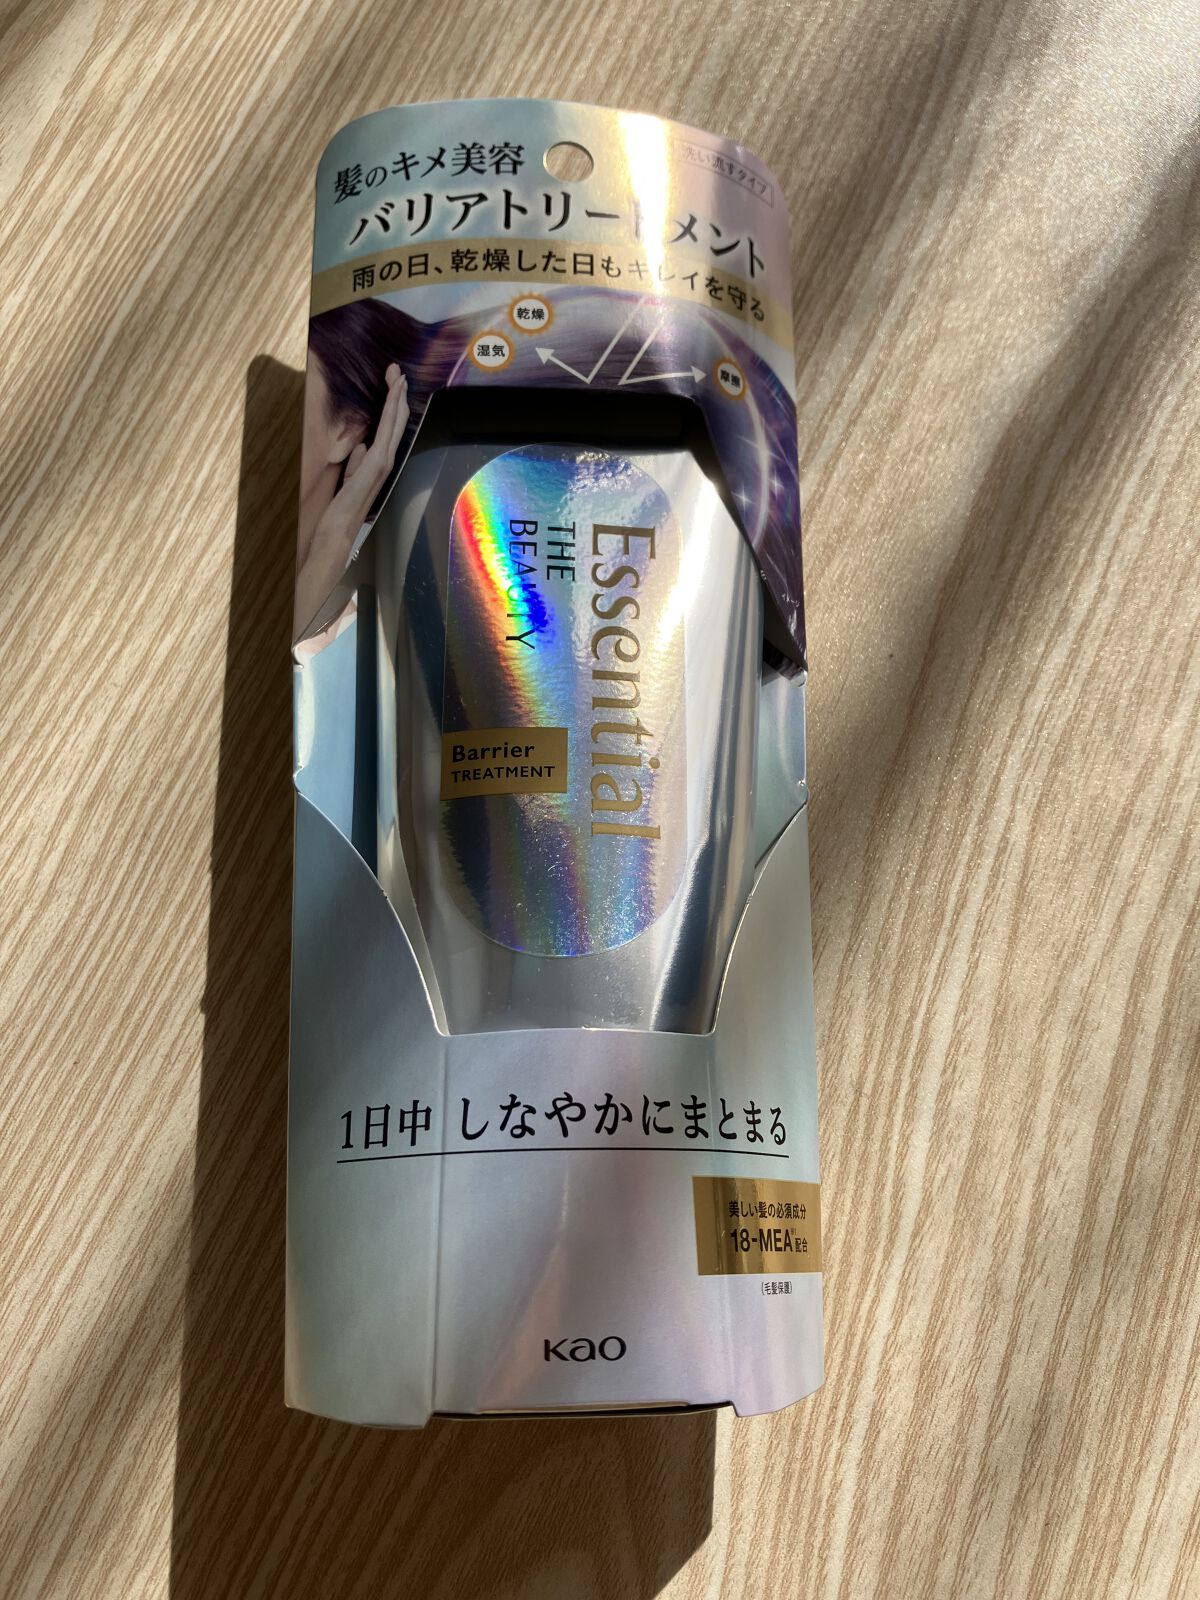 洗い流すタイプ
髪のキメ美容
バリアトリートメント
雨の日、乾燥した日もキレイを守る
乾燥
湿気
摩擦
Essential
THE
BEAUTY
Barrier
TREATMENT
1日中 しなやかにまとまる
美しい髪の必須成分
18-MEA※1配合
(毛髪保護)
Kao